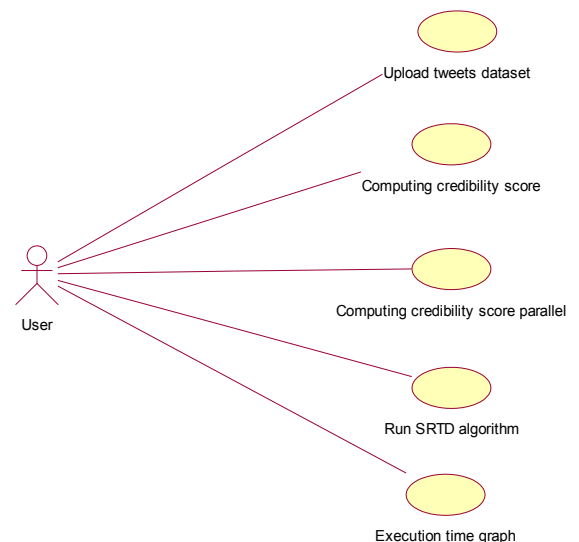 Upload tweets dataset
Computing credibility score
Computing credibility score parallel
User
Run SRTD algorithm
Execution time graph